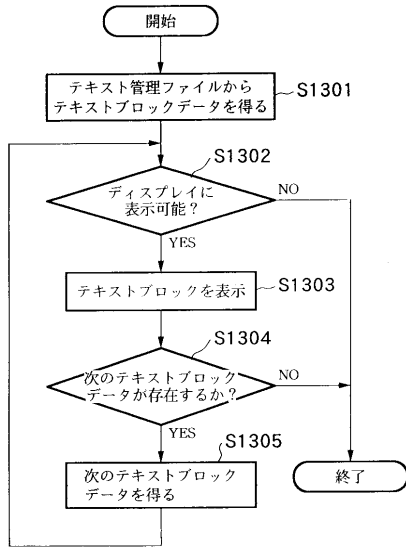 開始
テキスト管理ファイルから
テキストブロックデータを得る
S1301
S1302
ディスプレイに
表示可能？
NO
YES
テキストブロックを表示
S1303
S1304
次のテキストブロック
データが存在するか？
NO
YES
S1305
次のテキストブロック
データを得る
終了